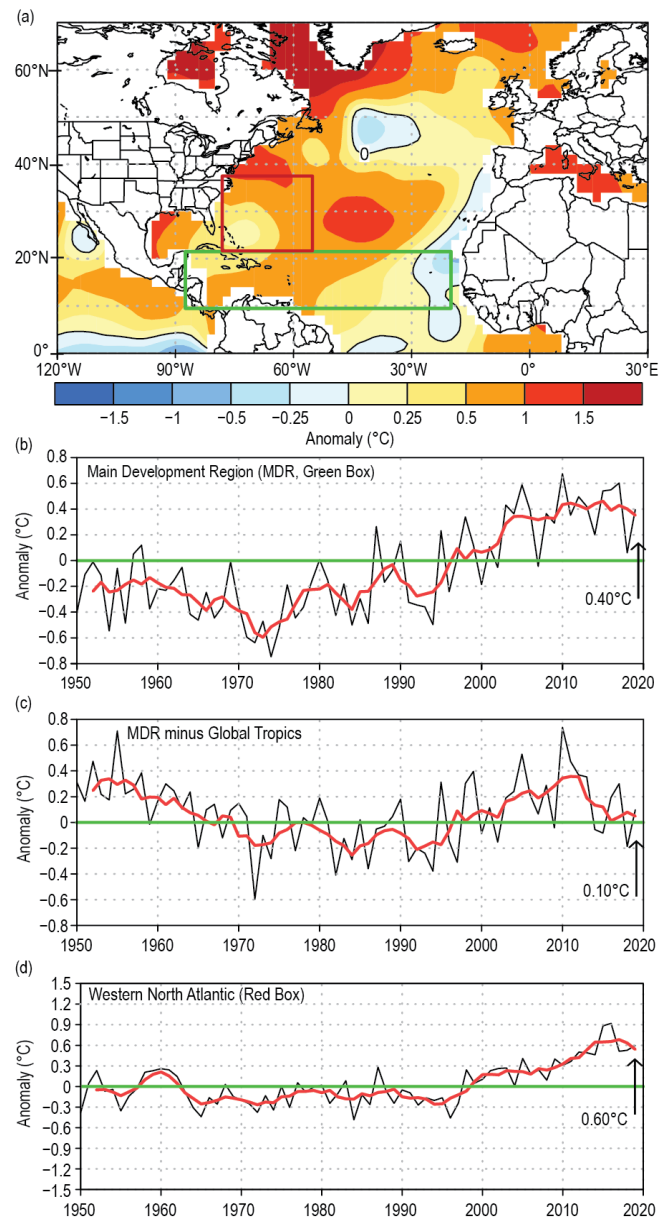 (a)
60°N
40°N
20°N
0°
0
120°W 90°W 60°W 30°W 0° 30°E
−1.5 −1 −0.5 −0.25 0 0.25 0.5 1 1.5
Anomaly (°C)
(b)
Main Development Region (MDR, Green Box)
Anomaly (°C)
0.8
0.6
0.4
0.2
0
−0.2
−0.4
−0.6
−0.8
0.40°C
1950 1960 1970 1980 1990 2000 2010 2020
(c)
MDR minus Global Tropics
Anomaly (°C)
0.8
0.6
0.4
0.2
0
−0.2
−0.4
−0.6
−0.8
0.10°C
1950 1960 1970 1980 1990 2000 2010 2020
(d)
Western North Atlantic (Red Box)
Anomaly (°C)
1.5
1.2
0.9
0.6
0.3
0
−0.3
−0.6
−0.9
−1.2
−1.5
0.60°C
1950 1960 1970 1980 1990 2000 2010 2020